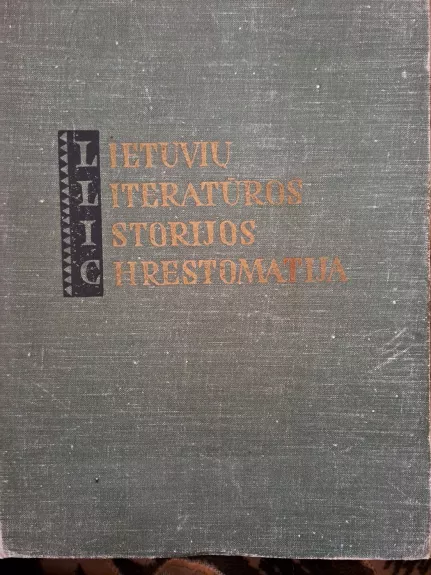 LIETUVIŲ
LITERATŪROS
ISTORIJOS
CHRESTOMATIJA